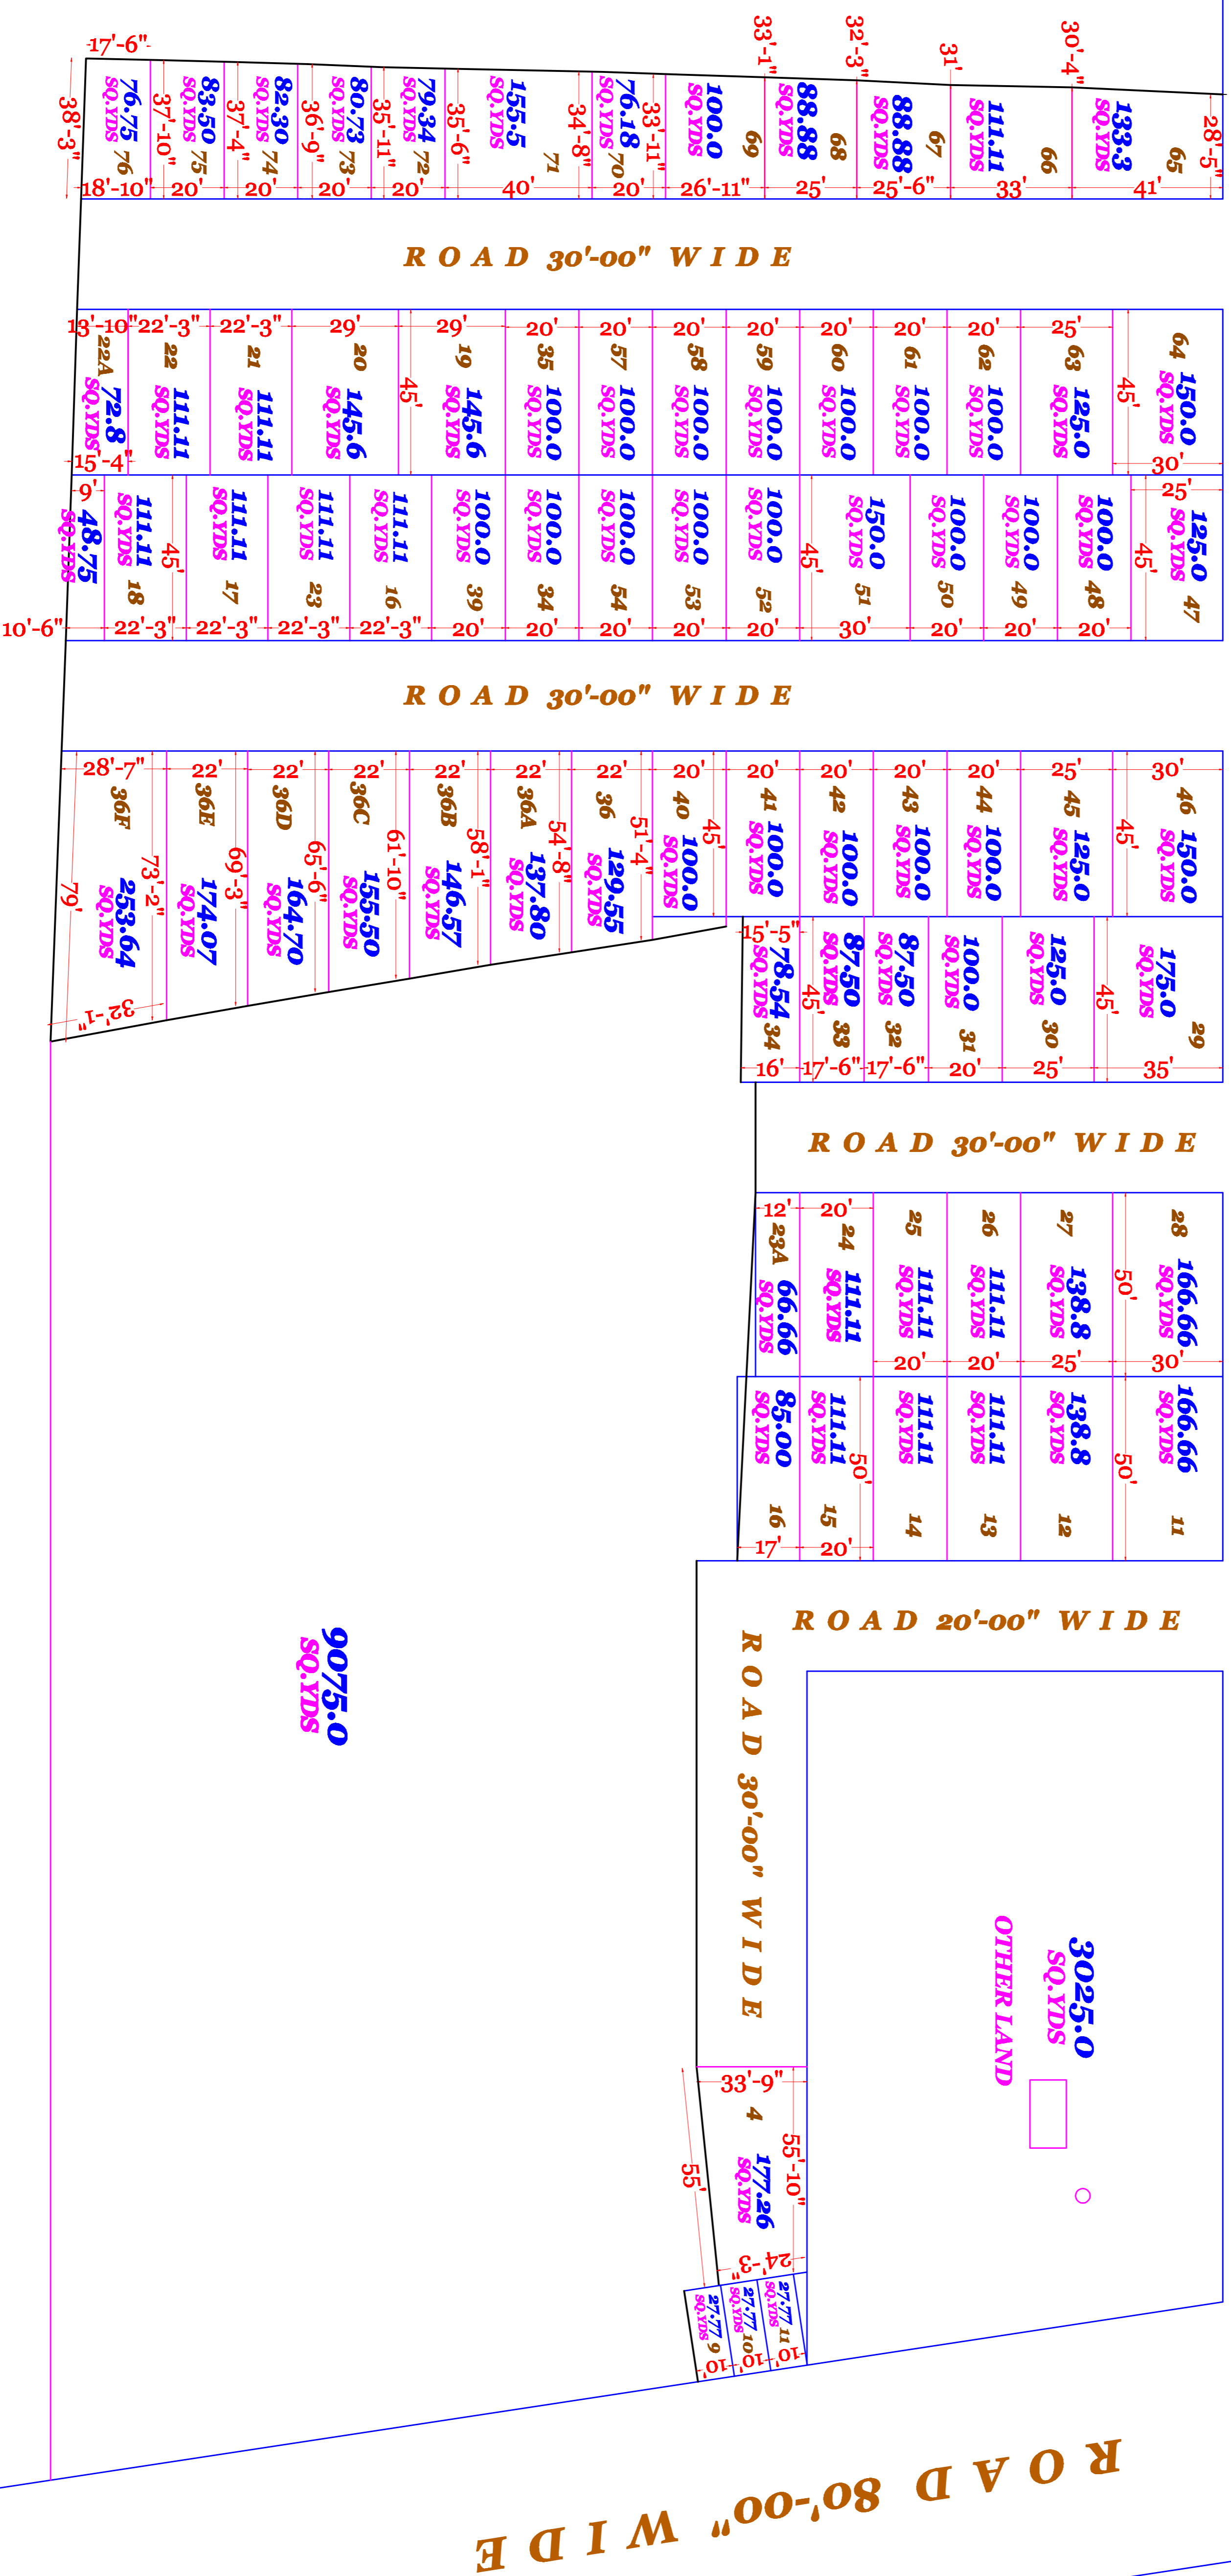 33'-1"
32'-3"
31'
30'-4"
17'-6"
38'-3"
76.75
SQ.YDS
76
37'-10"
83.50
SQ.YDS
75
37'-4"
82.30
SQ.YDS
74
36'-9"
80.73
SQ.YDS
73
35'-11"
79.34
SQ.YDS
72
35'-6"
155.5
SQ.YDS
71
34'-8"
76.18
SQ.YDS
70
33'-11"
100.0
SQ.YDS
69
88.88
SQ.YDS
68
88.88
SQ.YDS
67
111.11
SQ.YDS
66
133.3
SQ.YDS
65
28'-5"
18'-10" 20' 20' 20' 20' 40' 20' 26'-11" 25' 25'-6" 33' 41'
ROAD 30'-00" WIDE
13'-10" 22'-3" 22'-3" 29' 29' 20' 20' 20' 20' 20' 20' 20' 25'
22A
72.8
SQ.YDS
22
111.11
SQ.YDS
21
111.11
SQ.YDS
20
145.6
SQ.YDS
45'
19
145.6
SQ.YDS
35
100.0
SQ.YDS
57
100.0
SQ.YDS
58
100.0
SQ.YDS
59
100.0
SQ.YDS
60
100.0
SQ.YDS
61
100.0
SQ.YDS
62
100.0
SQ.YDS
63
125.0
SQ.YDS
45'
64
150.0
SQ.YDS
15'-4"
30'
9'
25'
48.75
SQ.YDS
111.11
SQ.YDS
18
45'
111.11
SQ.YDS
17
111.11
SQ.YDS
23
111.11
SQ.YDS
16
100.0
SQ.YDS
39
100.0
SQ.YDS
34
100.0
SQ.YDS
54
100.0
SQ.YDS
53
100.0
SQ.YDS
52
45'
150.0
SQ.YDS
51
100.0
SQ.YDS
50
100.0
SQ.YDS
49
100.0
SQ.YDS
48
45'
125.0
SQ.YDS
47
10'-6" 22'-3" 22'-3" 22'-3" 22'-3" 20' 20' 20' 20' 20' 30' 20' 20' 20'
ROAD 30'-00" WIDE
28'-7" 22' 22' 22' 22' 22' 22' 20' 20' 20' 20' 20' 25' 30'
79'
36F
253.64
SQ.YDS
73'-2"
36E
174.07
SQ.YDS
69'-3"
36D
164.70
SQ.YDS
65'-6"
36C
155.50
SQ.YDS
61'-10"
36B
146.57
SQ.YDS
58'-1"
36A
137.80
SQ.YDS
54'-8"
36
129.55
SQ.YDS
51'-4"
40
100.0
SQ.YDS
45'
41
100.0
SQ.YDS
42
100.0
SQ.YDS
43
100.0
SQ.YDS
44
100.0
SQ.YDS
45
125.0
SQ.YDS
45'
46
150.0
SQ.YDS
32'-1"
15'-5"
78.54
SQ.YDS
34
45'
87.50
SQ.YDS
33
87.50
SQ.YDS
32
100.0
SQ.YDS
31
125.0
SQ.YDS
30
45'
175.0
SQ.YDS
29
16' 17'-6" 17'-6" 20' 25' 35'
ROAD 30'-00" WIDE
12' 20'
23A
66.66
SQ.YDS
24
111.11
SQ.YDS
25
111.11
SQ.YDS
26
111.11
SQ.YDS
27
138.8
SQ.YDS
50'
28
166.66
SQ.YDS
20' 20' 25' 30'
85.00
SQ.YDS
16
111.11
SQ.YDS
15
50'
111.11
SQ.YDS
14
111.11
SQ.YDS
13
138.8
SQ.YDS
12
50'
166.66
SQ.YDS
11
17' 20'
ROAD 20'-00" WIDE
ROAD 30'-00" WIDE
9075.0
SQ.YDS
3025.0
SQ.YDS
OTHER LAND
33'-9"
4
177.26
SQ.YDS
55'-10"
55'
24'-3"
27.77
SQ.YDS
9
27.77
SQ.YDS
10
27.77
SQ.YDS
11
10' 10' 10'
ROAD 80'-00" WIDE